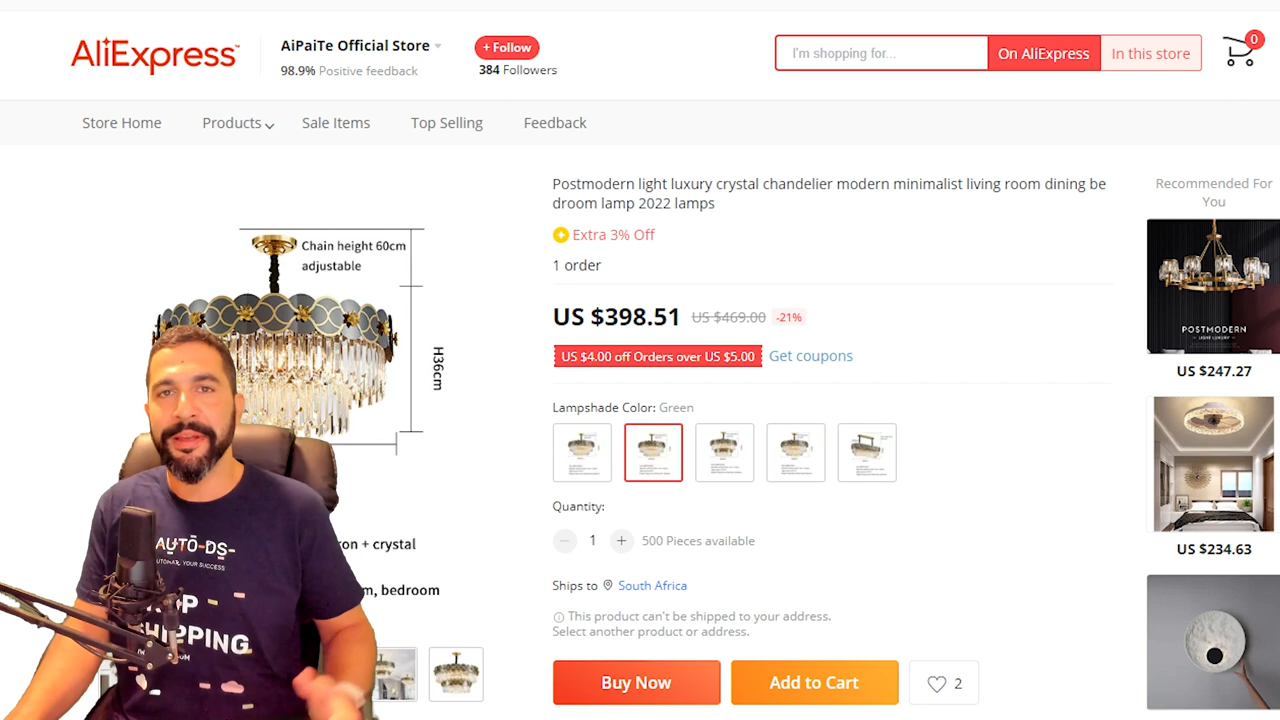 AliExpress
AiPaiTe Official Store
+ Follow
98.9% Positive feedback
384 Followers
I'm shopping for...
On AliExpress
In this store
0
Store Home
Products
Sale Items
Top Selling
Feedback
Chain height 60cm
adjustable
H36cm
Postmodern light luxury crystal chandelier modern minimalist living room dining be
droom lamp 2022 lamps
Extra 3% Off
1 order
US $398.51 US $469.00 -21%
US $4.00 off Orders over US $5.00 Get coupons
Lampshade Color: Green
Quantity:
1
500 Pieces available
Ships to South Africa
This product can't be shipped to your address.
Select another product or address.
Buy Now
Add to Cart
2
Recommended For
You
POSTMODERN
LIGHT LUXURY
US $247.27
US $234.63
+ crystal
bedroom
AUTO-DS-
YOUR SUCCESS
SHIPPING